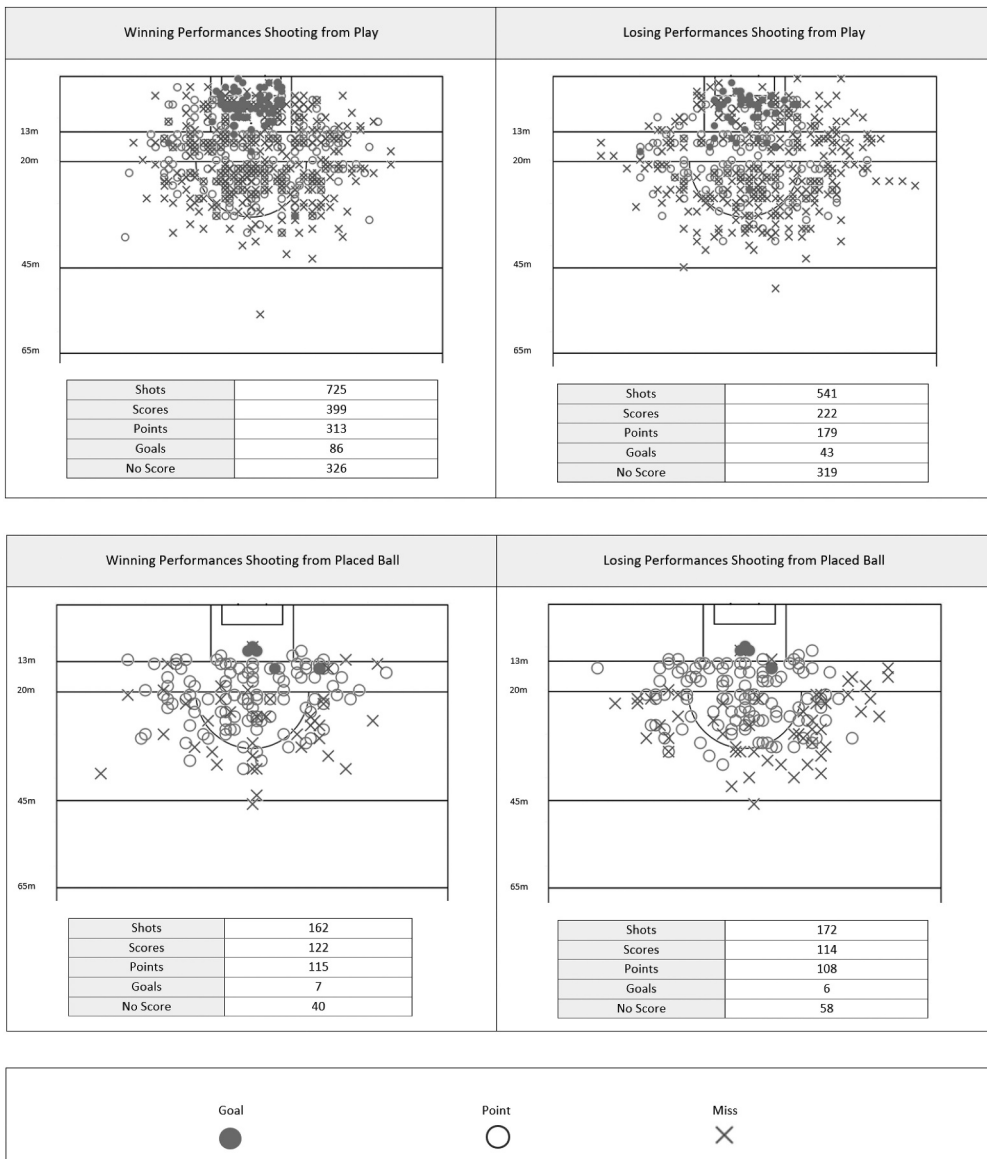 Winning Performances Shooting from Play
Losing Performances Shooting from Play
13m
20m
45m
65m
13m
20m
45m
65m
Shots 725
Scores 399
Points 313
Goals 86
No Score 326
Shots 541
Scores 222
Points 179
Goals 43
No Score 319
Winning Performances Shooting from Placed Ball
Losing Performances Shooting from Placed Ball
13m
20m
45m
65m
13m
20m
45m
65m
Shots 162
Scores 122
Points 115
Goals 7
No Score 40
Shots 172
Scores 114
Points 108
Goals 6
No Score 58
Goal
Point
Miss